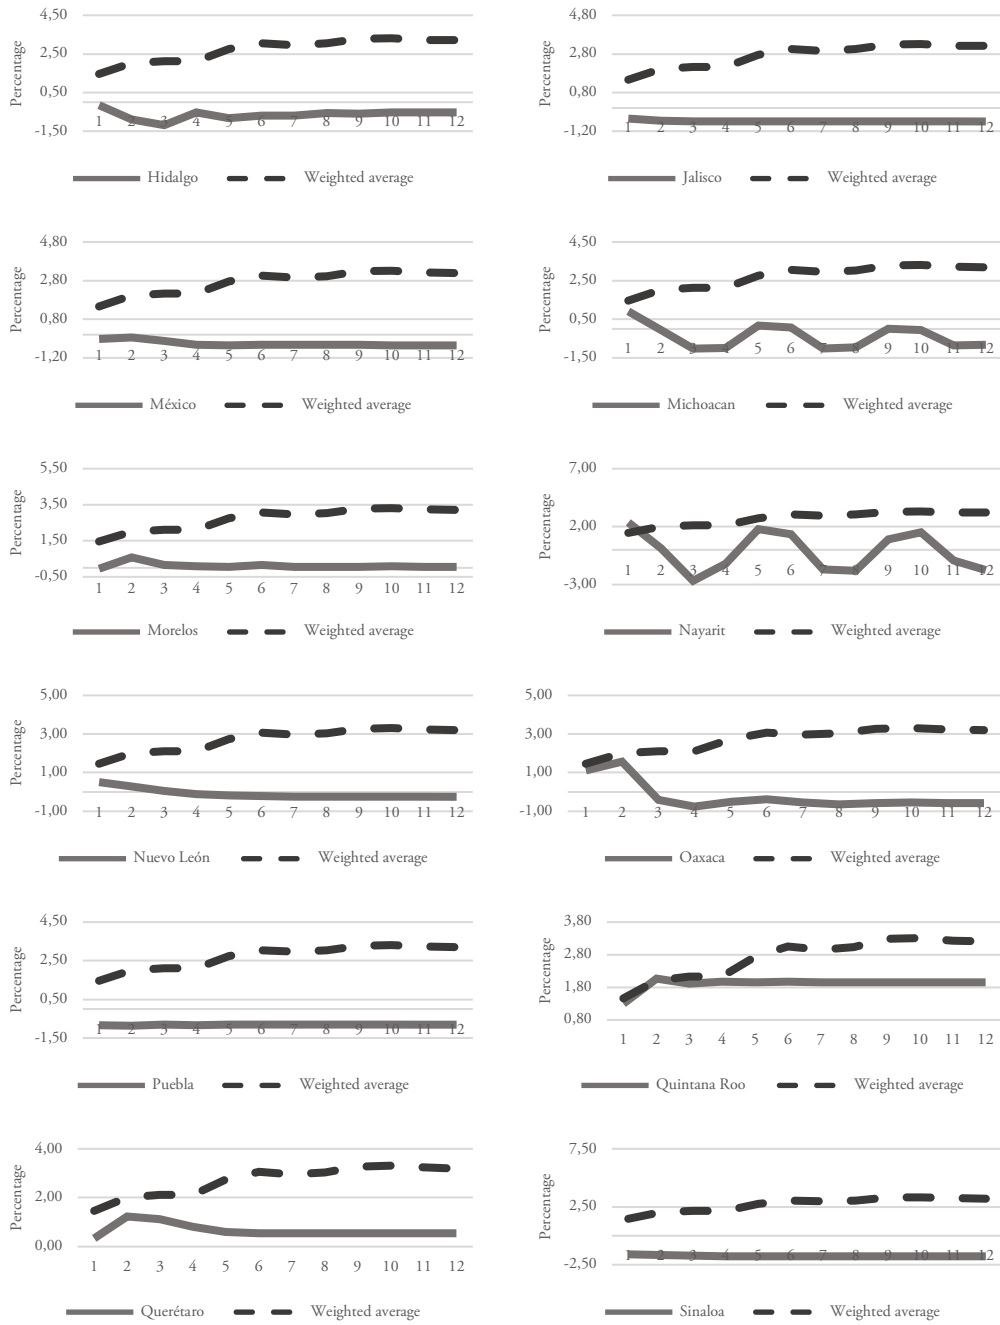 4,50
2,50
0,50
-1,50
Percentage
1 2 3 4 5 6 7 8 9 10 11 12
Hidalgo Weighted average
4,80
2,80
0,80
-1,20
Percentage
1 2 3 4 5 6 7 8 9 10 11 12
Jalisco Weighted average
4,80
2,80
0,80
-1,20
Percentage
1 2 3 4 5 6 7 8 9 10 11 12
México Weighted average
4,50
2,50
0,50
-1,50
Percentage
1 2 3 4 5 6 7 8 9 10 11 12
Michoacan Weighted average
5,50
3,50
1,50
-0,50
Percentage
1 2 3 4 5 6 7 8 9 10 11 12
Morelos Weighted average
7,00
2,00
-3,00
Percentage
1 2 3 4 5 6 7 8 9 10 11 12
Nayarit Weighted average
5,00
3,00
1,00
-1,00
Percentage
1 2 3 4 5 6 7 8 9 10 11 12
Nuevo León Weighted average
5,00
3,00
1,00
-1,00
1 2 3 4 5 6 7 8 9 10 11 12
Oaxaca Weighted average
4,50
2,50
0,50
-1,50
Percentage
1 2 3 4 5 6 7 8 9 10 11 12
Puebla Weighted average
3,80
2,80
1,80
0,80
Percentage
1 2 3 4 5 6 7 8 9 10 11 12
Quintana Roo Weighted average
4,00
2,00
0,00
Percentage
1 2 3 4 5 6 7 8 9 10 11 12
Querétaro Weighted average
7,50
2,50
-2,50
Percentage
1 2 3 4 5 6 7 8 9 10 11 12
Sinaloa Weighted average